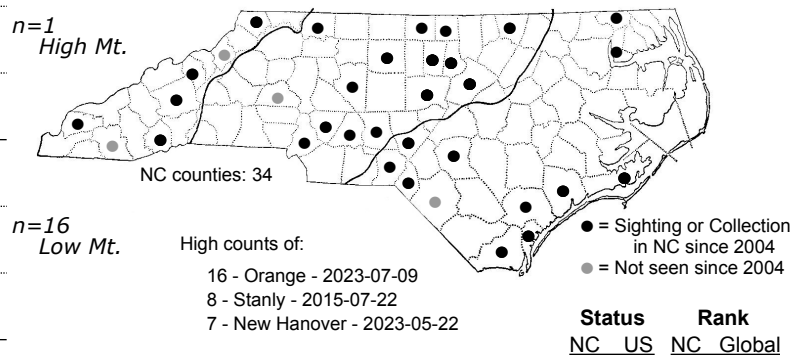 n=1
High Mt.
NC counties: 34
n=16
Low Mt.
High counts of:
16 - Orange - 2023-07-09
8 - Stanly - 2015-07-22
7 - New Hanover - 2023-05-22
= Sighting or Collection
in NC since 2004
= Not seen since 2004
Status Rank
NC US NC Global